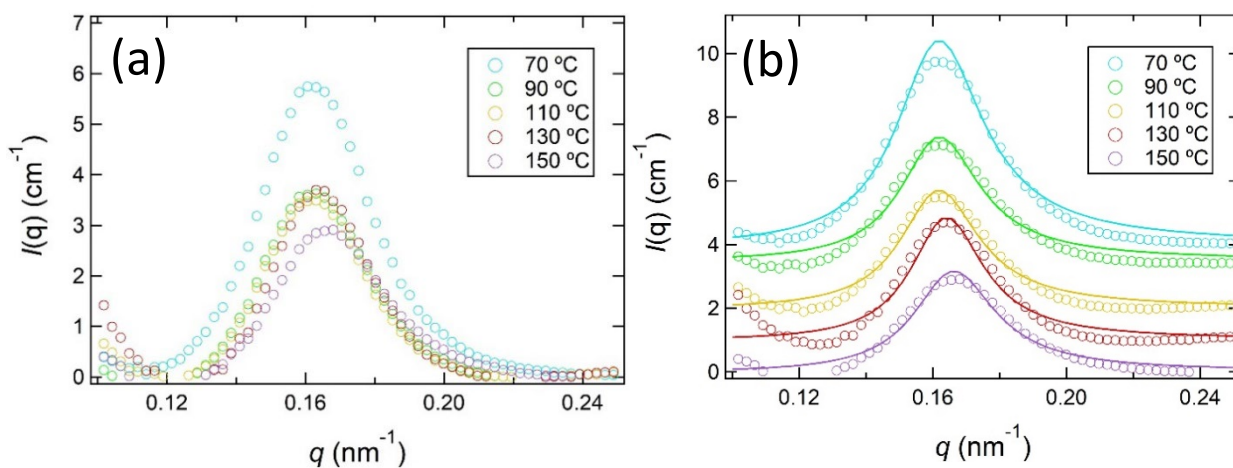 (a)
7
6
5
4
3
2
1
0
I(q) (cm⁻¹)
70 ºC
90 ºC
110 ºC
130 ºC
150 ºC
0.12
0.16
0.20
0.24
q (nm⁻¹)
(b)
10
8
6
4
2
0
I(q) (cm⁻¹)
70 ºC
90 ºC
110 ºC
130 ºC
150 ºC
0.12
0.16
0.20
0.24
q (nm⁻¹)